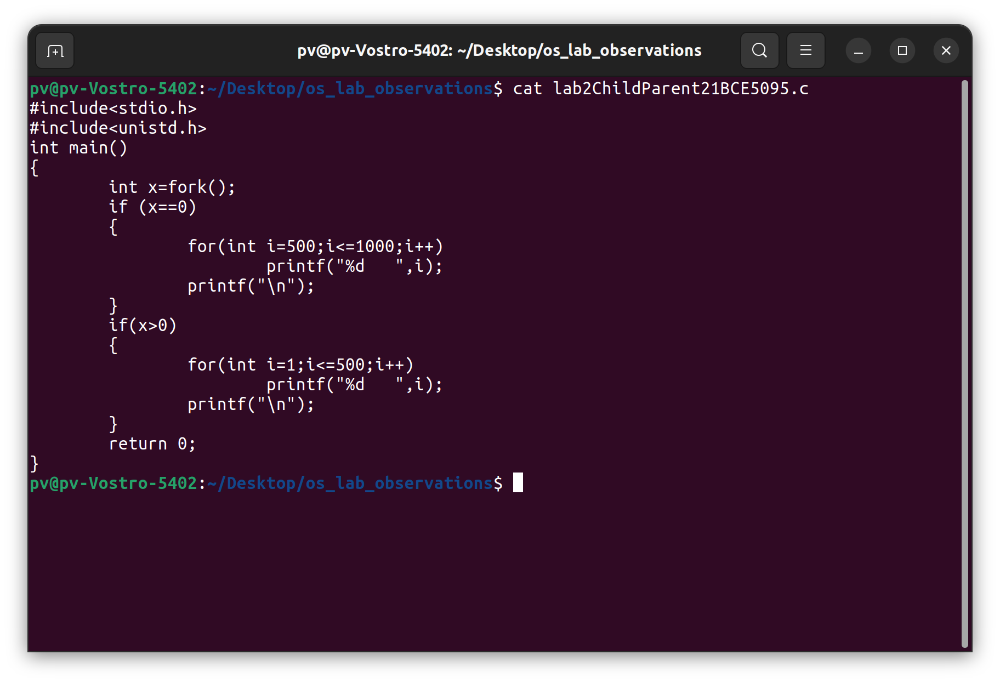 pv@pv-Vostro-5402: ~/Desktop/os_lab_observations
pv@pv-Vostro-5402:~/Desktop/os_lab_observations$ cat lab2ChildParent21BCE5095.c
#include<stdio.h>
#include<unistd.h>
int main()
{
        int x=fork();
        if (x==0)
        {
                for(int i=500;i<=1000;i++)
                        printf("%d   ",i);
                printf("\n");
        }
        if(x>0)
        {
                for(int i=1;i<=500;i++)
                        printf("%d   ",i);
                printf("\n");
        }
        return 0;
}
pv@pv-Vostro-5402:~/Desktop/os_lab_observations$